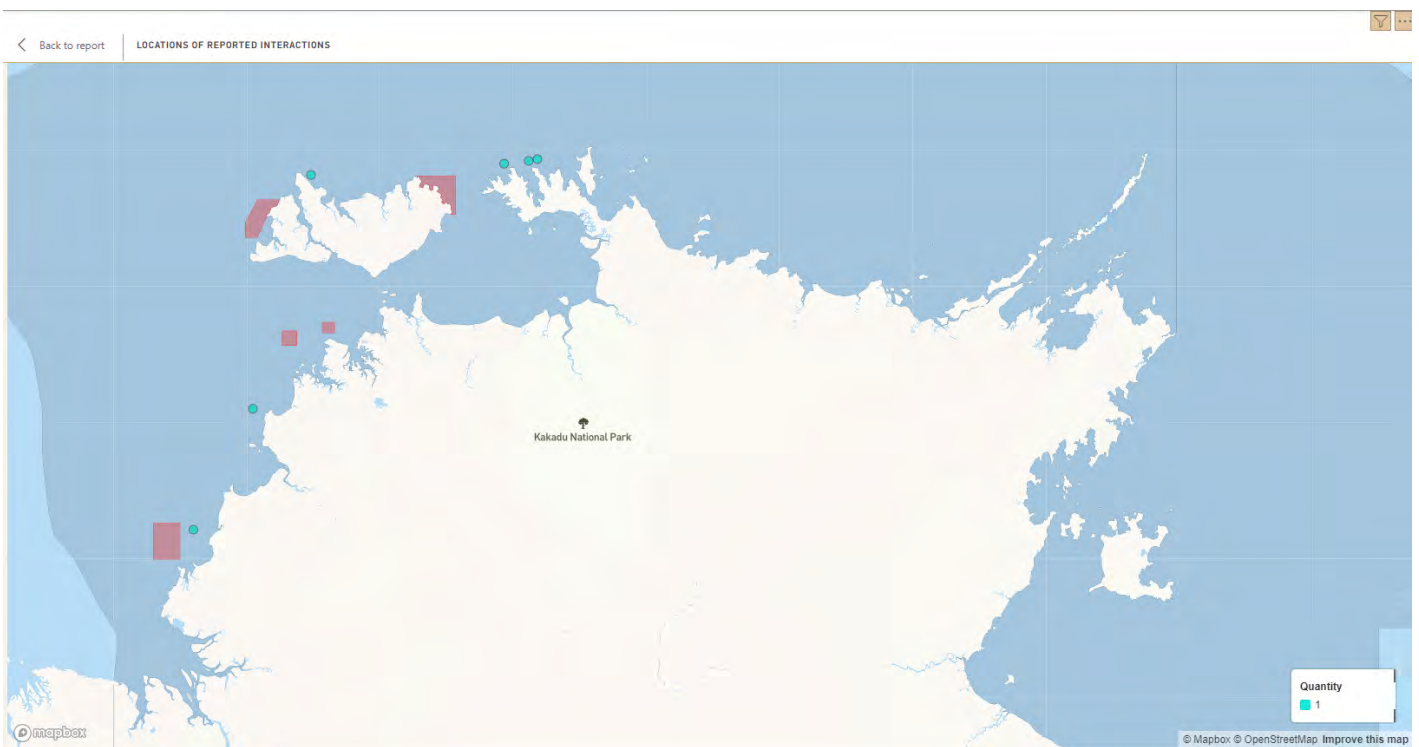 Back to report
LOCATIONS OF REPORTED INTERACTIONS
Kakadu National Park
Quantity
1
mapbox
© Mapbox © OpenStreetMap Improve this map